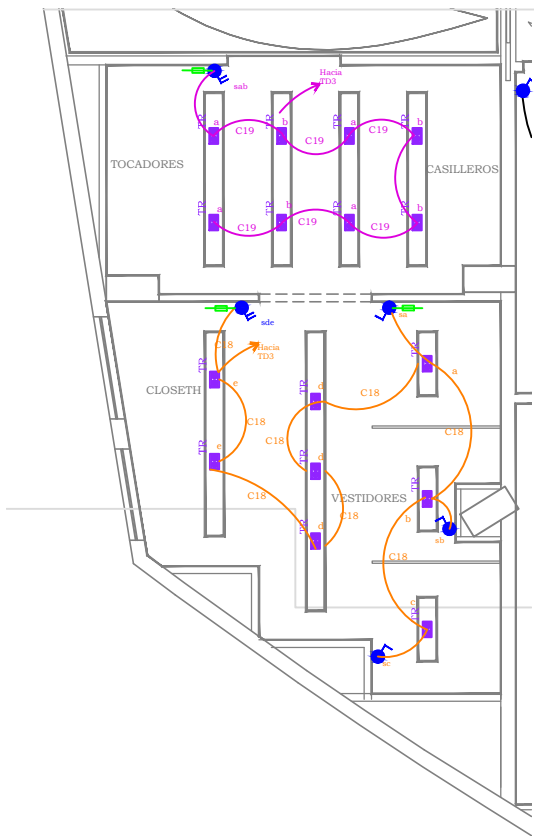 Hacia
TD3
sab
TR
a
C19
TR
b
TR
a
C19
TR
b
C19
TOCADORES
CASILLEROS
TR
a
C19
TR
b
C19
TR
a
C19
TR
b
sde
sa
C18
Hacia
TD3
TR
e
CLOSETH
TR
d
C18
TR
a
C18
C18
C18
TR
e
TR
d
C18
VESTIDORES
TR
b
C18
TR
d
sb
C18
c
TR
sc